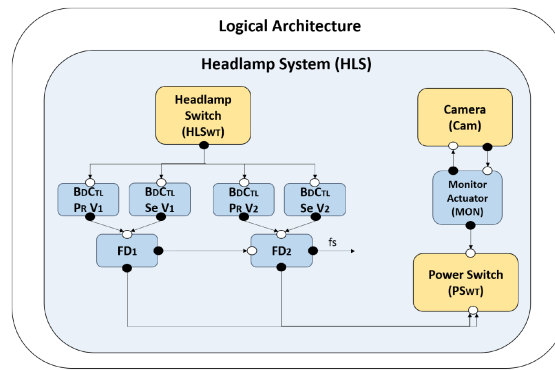 Logical Architecture
Headlamp System (HLS)
Headlamp
Switch
(HLSWT)
Camera
(Cam)
BDCTL
PR V1
BDCTL
Se V1
BDCTL
PR V2
BDCTL
Se V2
Monitor
Actuator
(MON)
FD1
FD2
fs
Power Switch
(PSWT)